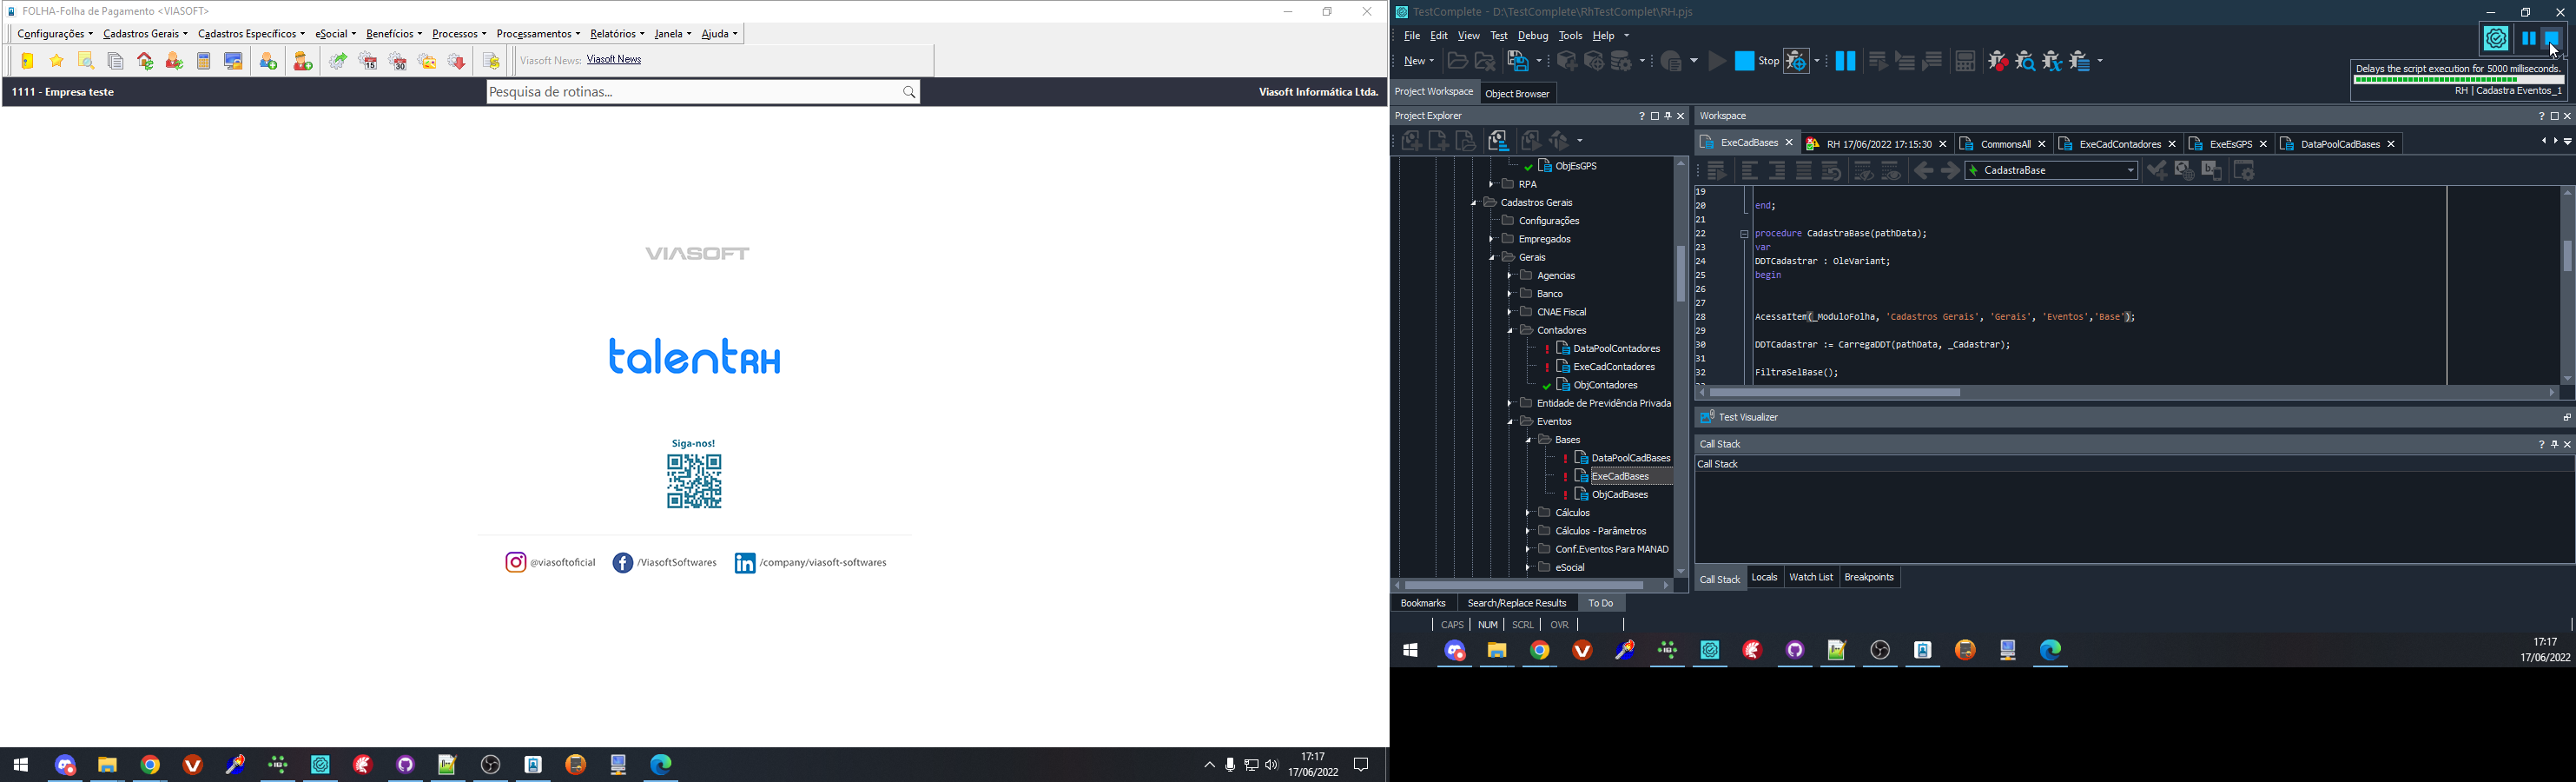 FOLHA-Folha de Pagamento <VIASOFT>
Configurações Cadastros Gerais Cadastros Específicos eSocial Benefícios Processos Processamentos Relatórios Janela Ajuda
15 30
Viasoft News: Viasoft News
1111 - Empresa teste
Pesquisa de rotinas...
Viasoft Informática Ltda.
VIASOFT
talentRH
Siga-nos!
@viasoftoficial /ViasoftSoftwares /company/viasoft-softwares
17:17
17/06/2022
TestComplete - D:\TestComplete\RhTestComplet\RH.pjs
File Edit View Test Debug Tools Help
New Stop
Delays the script execution for 5000 milliseconds.
RH | Cadastra Eventos_1
Project Workspace Object Browser
Project Explorer
ObjEsGPS
RPA
Cadastros Gerais
Configurações
Empregados
Gerais
Agencias
Banco
CNAE Fiscal
Contadores
DataPoolContadores
ExeCadContadores
ObjContadores
Entidade de Previdência Privada
Eventos
Bases
DataPoolCadBases
ExeCadBases
ObjCadBases
Cálculos
Cálculos - Parâmetros
Conf.Eventos Para MANAD
eSocial
Bookmarks Search/Replace Results To Do
Workspace
ExeCadBases RH 17/06/2022 17:15:30 CommonsAll ExeCadContadores ExeEsGPS DataPoolCadBases
CadastraBase
19
20 end;
21
22 procedure CadastraBase(pathData);
23 var
24 DDTCadastrar : OleVariant;
25 begin
26
27
28 AcessaItem(_ModuloFolha, 'Cadastros Gerais', 'Gerais', 'Eventos','Base');
29
30 DDTCadastrar := CarregaDDT(pathData, _Cadastrar);
31
32 FiltraSelBase();
Test Visualizer
Call Stack
Call Stack
Call Stack Locals Watch List Breakpoints
CAPS NUM SCRL OVR
17:17
17/06/2022